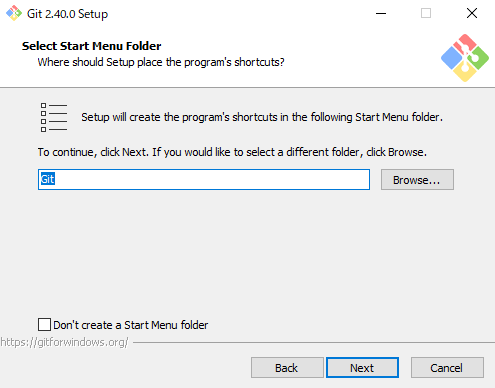 Git 2.40.0 Setup
Select Start Menu Folder
Where should Setup place the program's shortcuts?
Setup will create the program's shortcuts in the following Start Menu folder.
To continue, click Next. If you would like to select a different folder, click Browse.
Git
Browse...
Don't create a Start Menu folder
https://gitforwindows.org/
Back
Next
Cancel